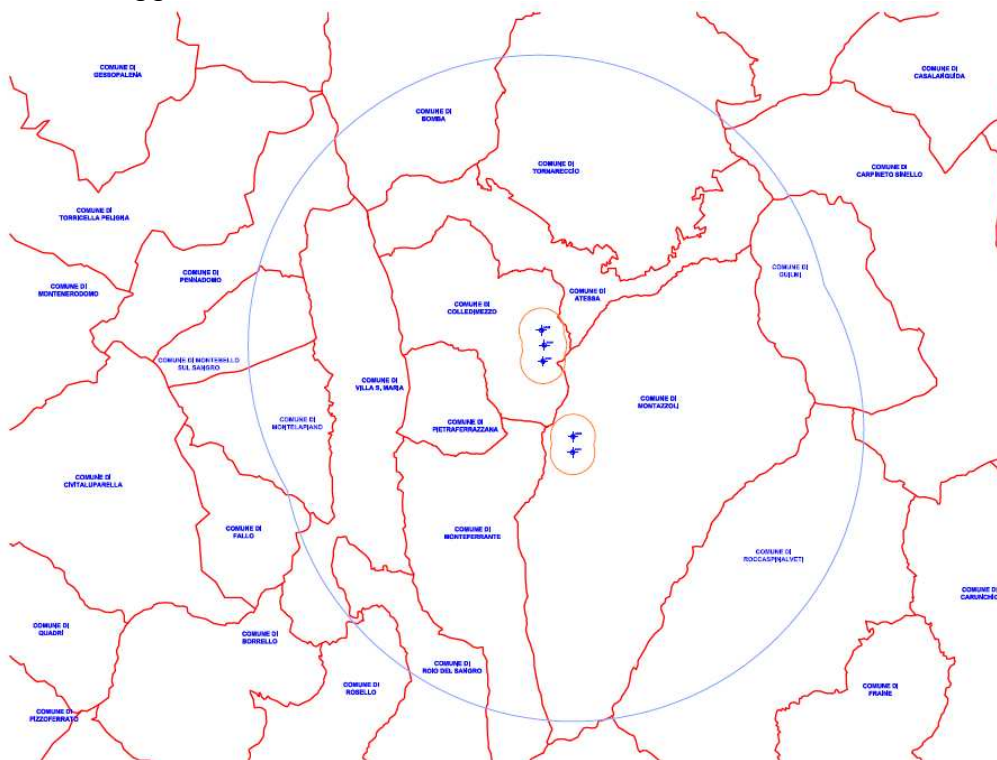 COMUNE DI
GESSOPALENA
COMUNE DI
CASALANGUIDA
COMUNE DI
BOMBA
COMUNE DI
TORNARECCIO
COMUNE DI
CARPINETO SINELLO
COMUNE DI
TORRICELLA PELIGNA
COMUNE DI
PENNADOMO
COMUNE DI
GUILMI
COMUNE DI
MONTENERODOMO
COMUNE DI
COLLEDIMEZZO
COMUNE DI
ATESSA
COMUNE DI MONTEBELLO
SUL SANGRO
COMUNE DI
VILLA S. MARIA
COMUNE DI
MONTAZZOLI
COMUNE DI
MONTELAPIANO
COMUNE DI
PIETRAFERRAZZANA
COMUNE DI
CIVITALUPARELLA
COMUNE DI
FALLO
COMUNE DI
MONTEFERRANTE
COMUNE DI
ROCCASPINALVETI
COMUNE DI
CARUNCHIO
COMUNE DI
QUADRI
COMUNE DI
BORRELLO
COMUNE DI
ROSELLO
COMUNE DI
ROIO DEL SANGRO
COMUNE DI
FRAINE
COMUNE DI
PIZZOFERRATO